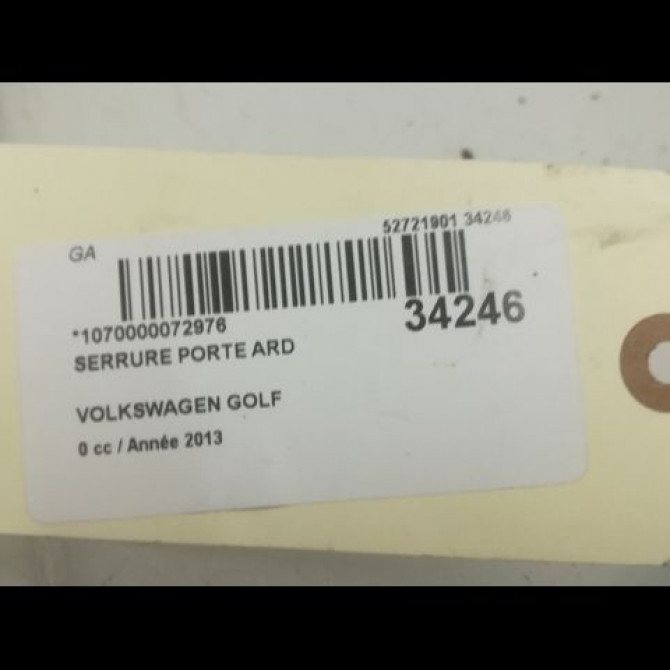 52721901 34246
GA
*1070000072976
34246
SERRURE PORTE ARD
VOLKSWAGEN GOLF
0 cc / Année 2013